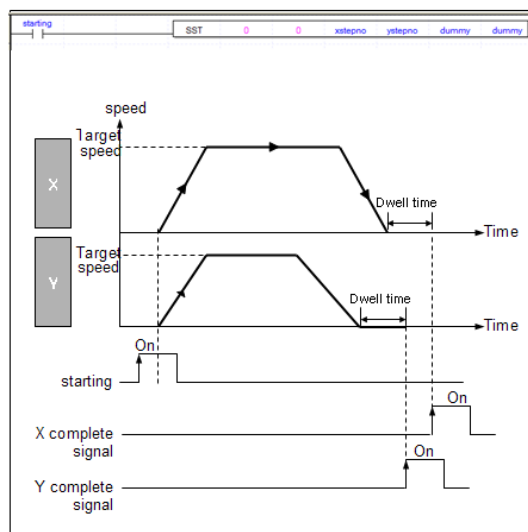 starting
SST 0 0 xstepno ystepno dummy dummy
speed
Target
speed
X
Dwell time
Time
Target
speed
Y
Dwell time
Time
On
starting
On
X complete
signal
On
Y complete
signal